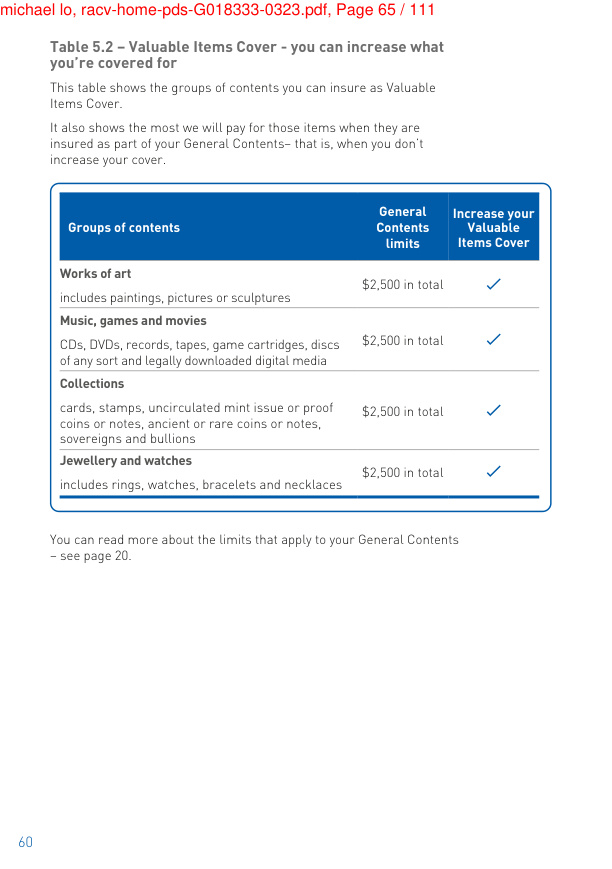 michael lo, racv-home-pds-G018333-0323.pdf, Page 65 / 111
Table 5.2 – Valuable Items Cover - you can increase what
you're covered for
This table shows the groups of contents you can insure as Valuable
Items Cover.
It also shows the most we will pay for those items when they are
insured as part of your General Contents– that is, when you don't
increase your cover.
Groups of contents
General
Contents
limits
Increase your
Valuable
Items Cover
Works of art
includes paintings, pictures or sculptures
$2,500 in total
✓
Music, games and movies
CDs, DVDs, records, tapes, game cartridges, discs
of any sort and legally downloaded digital media
$2,500 in total
✓
Collections
cards, stamps, uncirculated mint issue or proof
coins or notes, ancient or rare coins or notes,
sovereigns and bullions
$2,500 in total
✓
Jewellery and watches
includes rings, watches, bracelets and necklaces
$2,500 in total
✓
You can read more about the limits that apply to your General Contents
– see page 20.
60